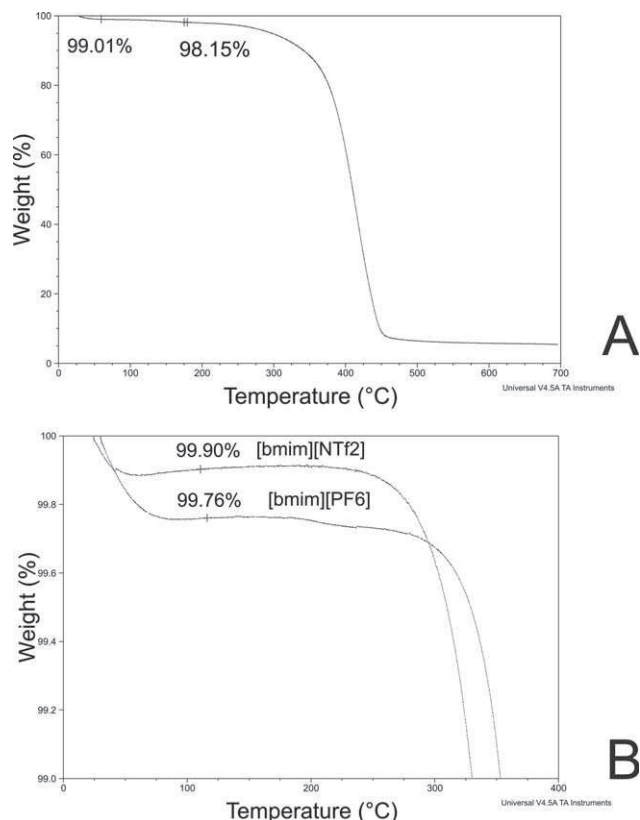 100
99.01%
98.15%
80
60
40
20
0
Weight (%)
0 100 200 300 400 500 600 700
Temperature (°C)
Universal V4.5A TA Instruments
A
100
99.90% [bmim][NTf2]
99.8
99.76% [bmim][PF6]
99.6
99.4
99.2
99.0
Weight (%)
0 100 200 300 400
Temperature (°C)
Universal V4.5A TA Instruments
B